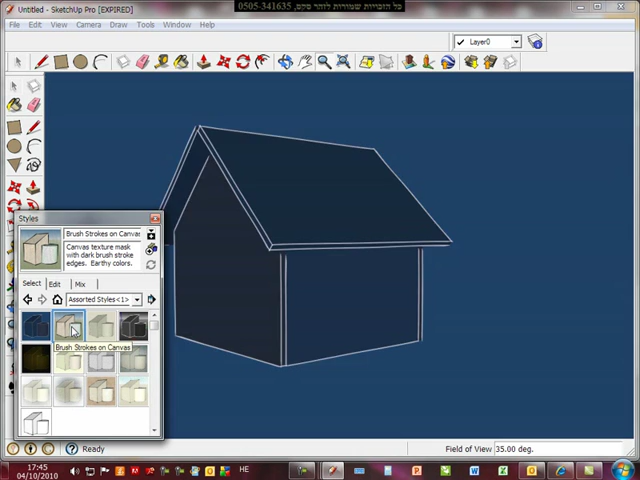 Untitled - SketchUp Pro [EXPIRED]
כל הזכויות שמורות לזהר סקס, 0505-341635
File Edit View Camera Draw Tools Window Help
Layer0
Styles
Brush Strokes on Canvas
Canvas texture mask
with dark brush stroke
edges. Earthy colors.
Select Edit Mix
Assorted Styles<1>
Brush Strokes on Canvas
Ready
Field of View 35.00 deg.
17:45
04/10/2010
HE